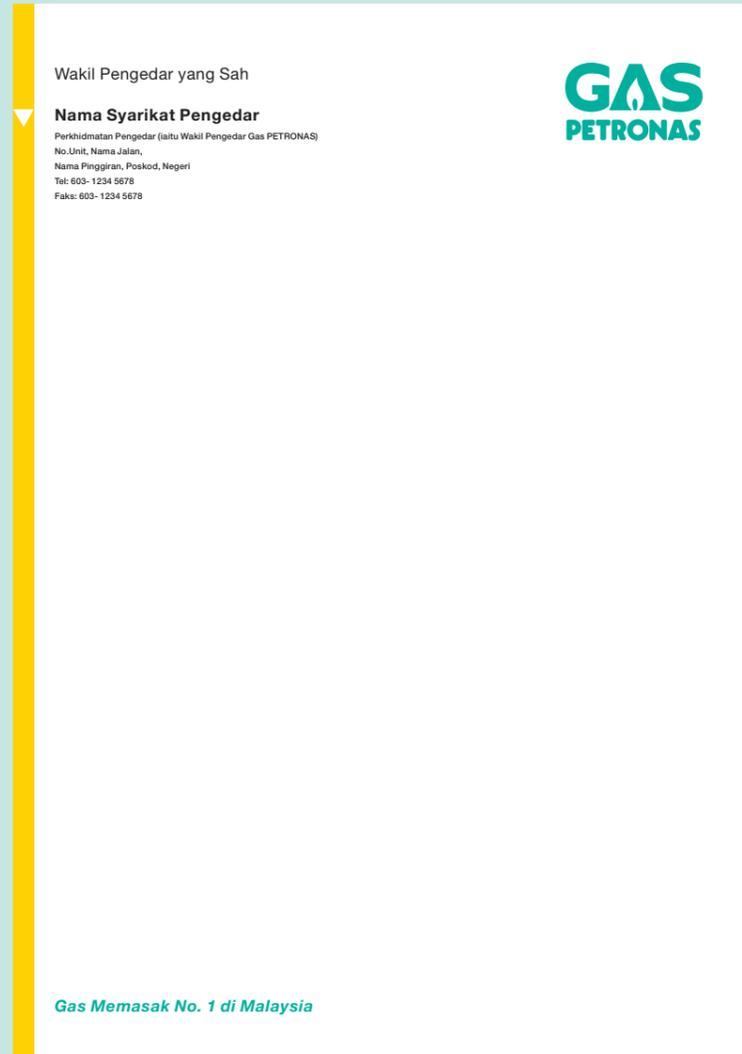 Wakil Pengedar yang Sah
GAS
PETRONAS
Nama Syarikat Pengedar
Perkhidmatan Pengedar (iaitu Wakil Pengedar Gas PETRONAS)
No.Unit, Nama Jalan,
Nama Pinggiran, Poskod, Negeri
Tel: 603- 1234 5678
Faks: 603- 1234 5678
Gas Memasak No. 1 di Malaysia